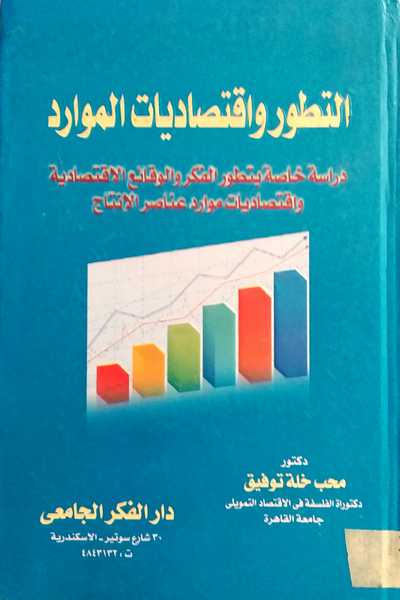 التطور واقتصاديات الموارد
دراسة خاصة بتطور الفكر والوقائع الاقتصادية
واقتصاديات موارد عناصر الإنتاج
دكتور
محب خلة توفيق
دكتوراة الفلسفة فى الاقتصاد التمويلى
جامعة القاهرة
دار الفكر الجامعى
٣٠ شارع سوتير - الاسكندرية
ت : ٤٨٤٣١٣٢